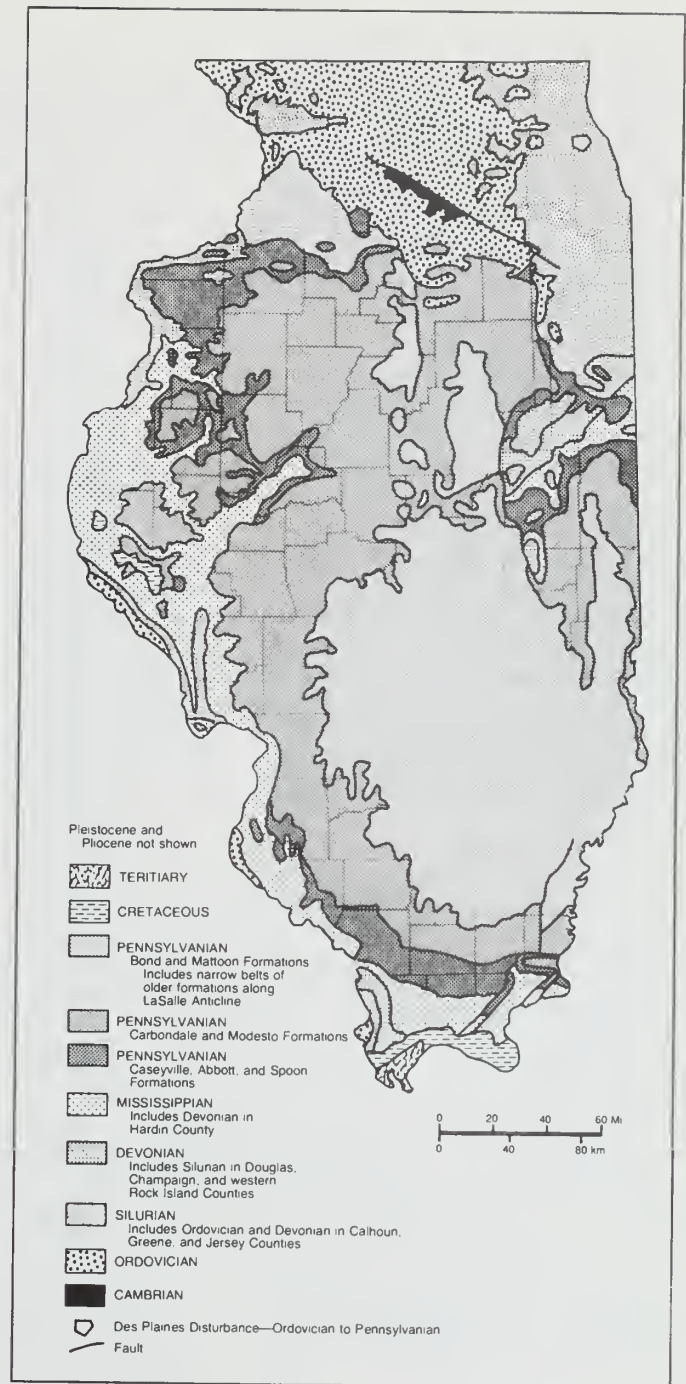 Pleistocene and
Pliocene not shown
TERITIARY
CRETACEOUS
PENNSYLVANIAN
Bond and Mattoon Formations
Includes narrow belts of
older formations along
LaSalle Anticline
PENNSYLVANIAN
Carbondale and Modesto Formations
PENNSYLVANIAN
Caseyville, Abbott, and Spoon
Formations
MISSISSIPPIAN
Includes Devonian in
Hardin County
DEVONIAN
Includes Silurian in Douglas,
Champaign, and western
Rock Island Counties
SILURIAN
Includes Ordovician and Devonian in Calhoun,
Greene, and Jersey Counties
ORDOVICIAN
CAMBRIAN
Des Plaines Disturbance—Ordovician to Pennsylvanian
Fault
0 20 40 60 Mi
0 40 80 km